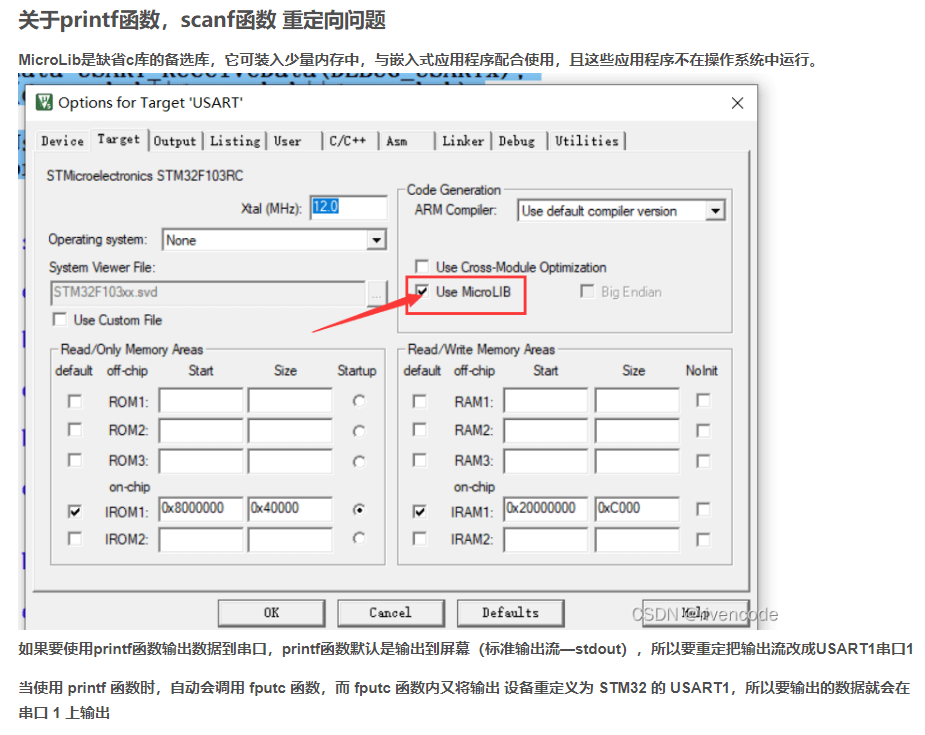 关于printf函数，scanf函数 重定向问题
MicroLib是缺省c库的备选库，它可装入少量内存中，与嵌入式应用程序配合使用，且这些应用程序不在操作系统中运行。
Options for Target 'USART'
Device Target Output Listing User C/C++ Asm Linker Debug Utilities
STMicroelectronics STM32F103RC
Xtal (MHz): 12.0
Operating system: None
System Viewer File:
STM32F103xx.svd ...
Use Custom File
Code Generation
ARM Compiler: Use default compiler version
Use Cross-Module Optimization
Use MicroLIB Big Endian
Read/Only Memory Areas
default off-chip Start Size Startup
ROM1:
ROM2:
ROM3:
on-chip
IROM1: 0x8000000 0x40000
IROM2:
Read/Write Memory Areas
default off-chip Start Size NoInit
RAM1:
RAM2:
RAM3:
on-chip
IRAM1: 0x20000000 0xC000
IRAM2:
OK Cancel Defaults Help
如果要使用printf函数输出数据到串口，printf函数默认是输出到屏幕（标准输出流—stdout），所以要重定把输出流改成USART1串口1
当使用 printf 函数时，自动会调用 fputc 函数，而 fputc 函数内又将输出 设备重定义为 STM32 的 USART1，所以要输出的数据就会在
串口 1 上输出